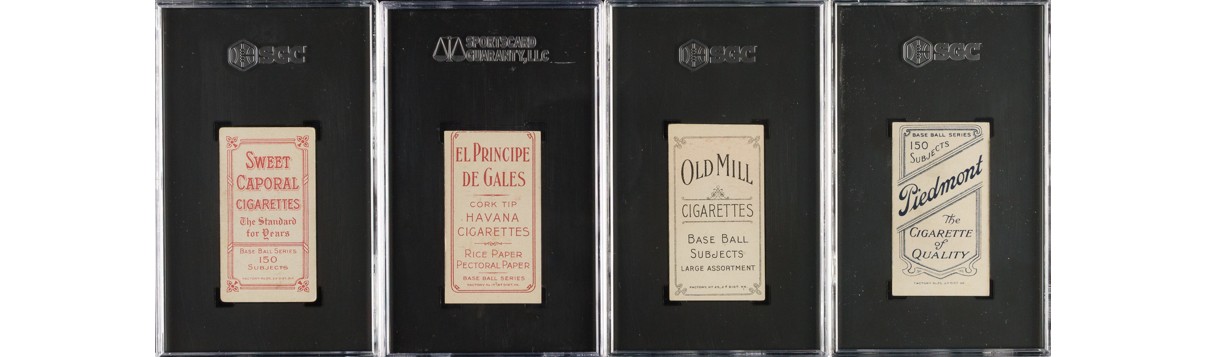 SGC
SWEET
CAPORAL
CIGARETTES
The Standard
for Years
BASE BALL SERIES
150
SUBJECTS
SPORTSCARD
GUARANTY, LLC
EL PRINCIPE
DE GALES
CORK TIP
HAVANA
CIGARETTES
RICE PAPER
PECTORAL PAPER
BASE BALL SERIES
SGC
OLD MILL
CIGARETTES
BASE BALL
SUBJECTS
LARGE ASSORTMENT
SGC
BASE BALL SERIES
150
SUBJECTS
Piedmont
The
CIGARETTE
of
QUALITY